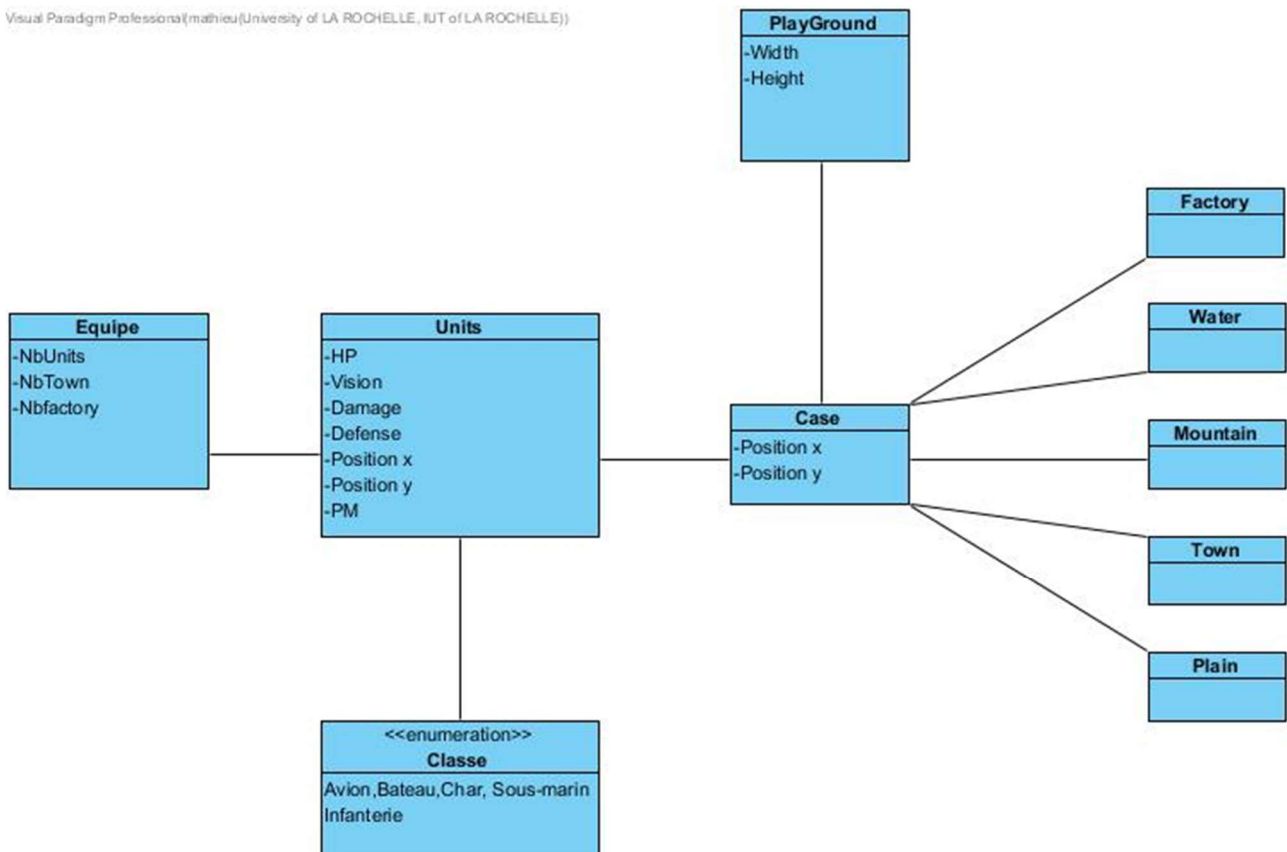 Visual Paradigm Professional(mathieu(University of LA ROCHELLE, IUT of LA ROCHELLE))
PlayGround
-Width
-Height
Factory
Water
Mountain
Town
Plain
Equipe
-NbUnits
-NbTown
-Nbfactory
Units
-HP
-Vision
-Damage
-Defense
-Position x
-Position y
-PM
Case
-Position x
-Position y
<<enumeration>>
Classe
Avion,Bateau,Char, Sous-marin
Infanterie